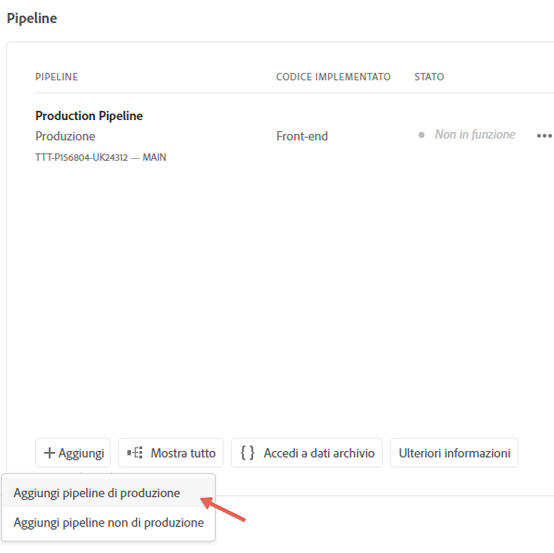 Pipeline
PIPELINE CODICE IMPLEMENTATO STATO
Production Pipeline
Produzione Front-end Non in funzione
TTT-P156804-UK24312 — MAIN
Aggiungi Mostra tutto Accedi a dati archivio Ulteriori informazioni
Aggiungi pipeline di produzione
Aggiungi pipeline non di produzione